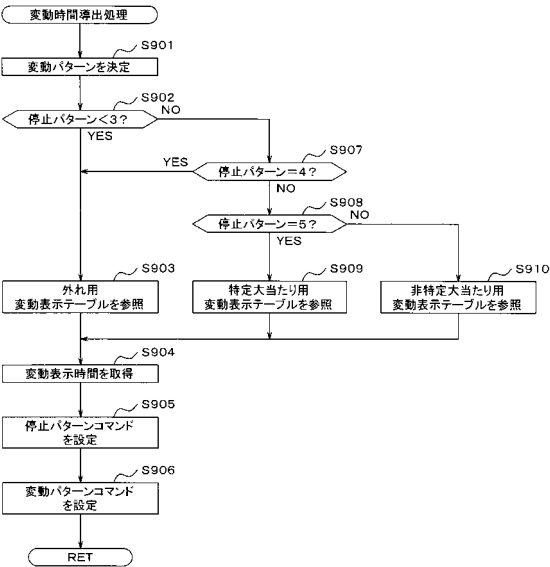 変動時間導出処理
S901
変動パターンを決定
S902
停止パターン<3?
NO
YES
S907
停止パターン=4?
YES
NO
S908
停止パターン=5?
NO
YES
S903
外れ用
変動表示テーブルを参照
S909
特定大当たり用
変動表示テーブルを参照
S910
非特定大当たり用
変動表示テーブルを参照
S904
変動表示時間を取得
S905
停止パターンコマンド
を設定
S906
変動パターンコマンド
を設定
RET